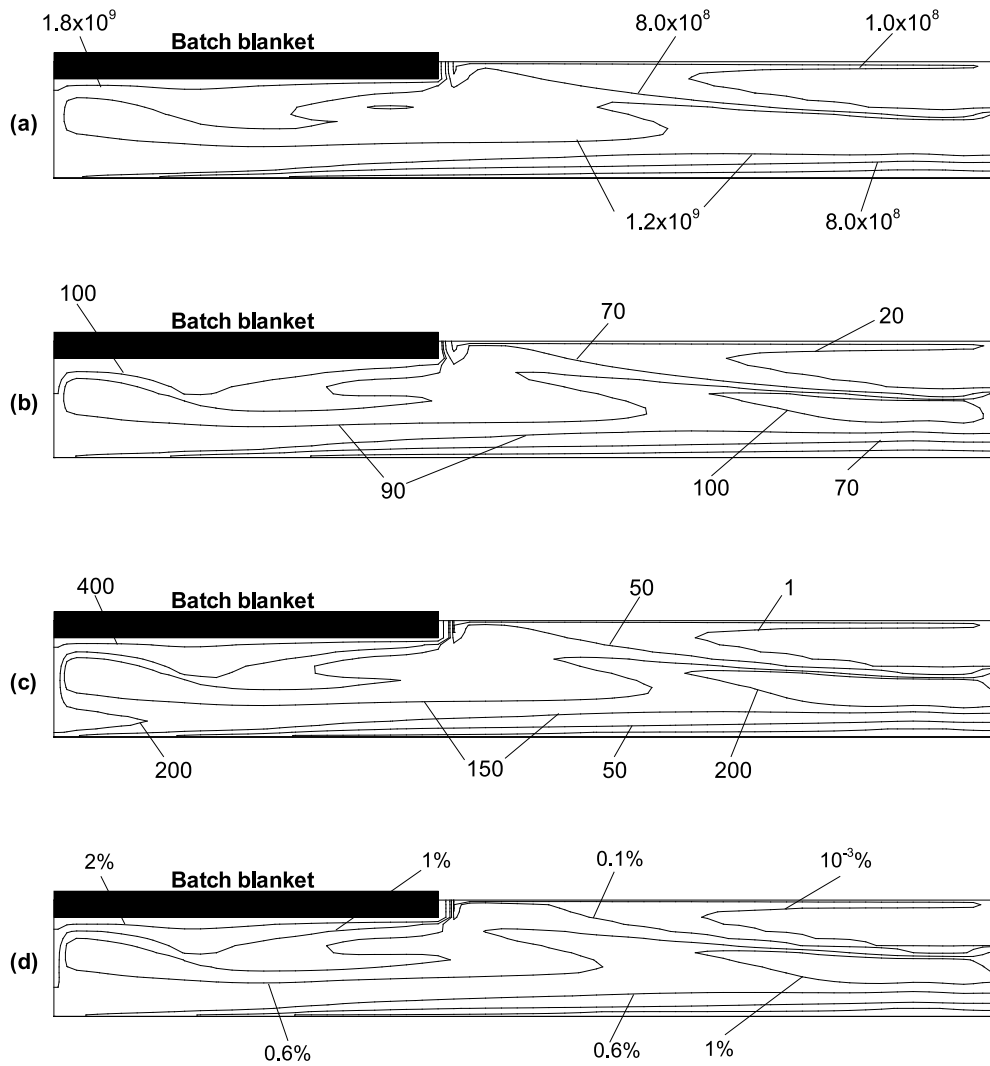 1.8x10⁹ 8.0x10⁸ 1.0x10⁸
Batch blanket
(a)
1.2x10⁹ 8.0x10⁸
100 70 20
Batch blanket
(b)
90 100 70
400 50 1
Batch blanket
(c)
200 150 50 200
2% 1% 0.1% 10⁻³%
Batch blanket
(d)
0.6% 0.6% 1%